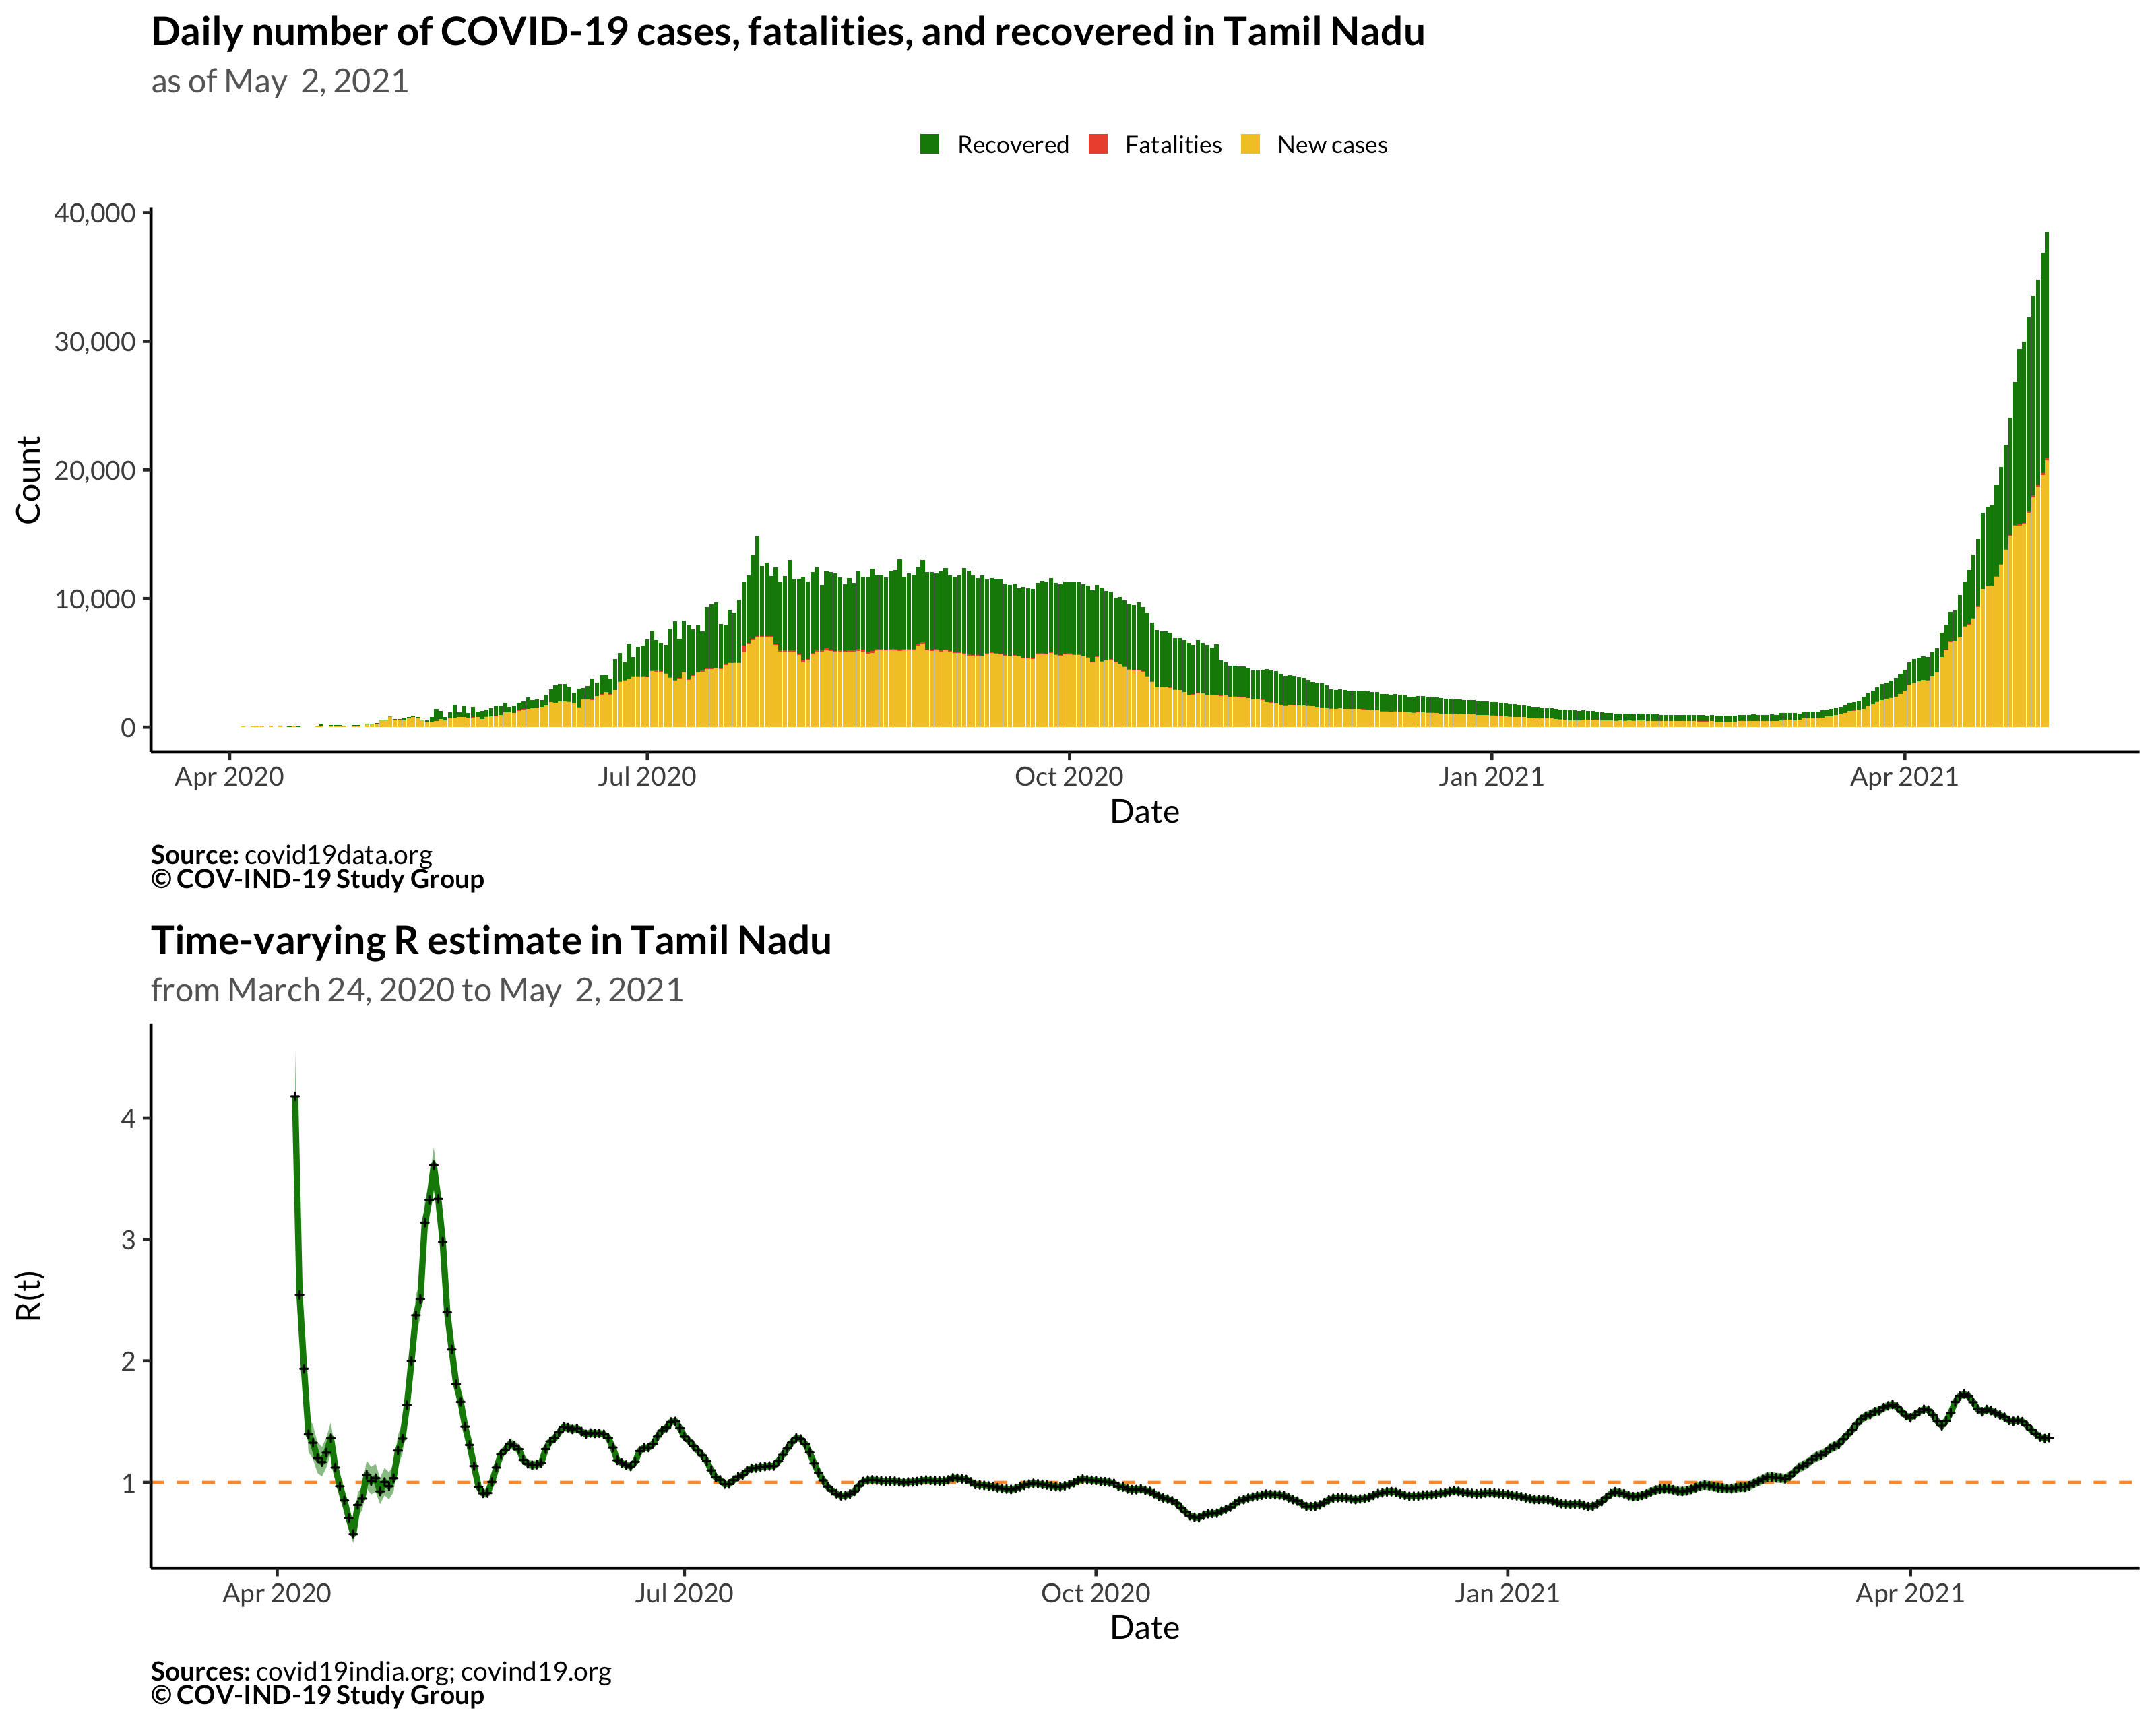 Daily number of COVID-19 cases, fatalities, and recovered in Tamil Nadu
as of May  2, 2021
Recovered Fatalities New cases
40,000
30,000
20,000
10,000
0
Count
Apr 2020 Jul 2020 Oct 2020 Jan 2021 Apr 2021
Date
Source: covid19data.org
© COV-IND-19 Study Group
Time-varying R estimate in Tamil Nadu
from March 24, 2020 to May  2, 2021
4
3
2
1
R(t)
Apr 2020 Jul 2020 Oct 2020 Jan 2021 Apr 2021
Date
Sources: covid19india.org; covind19.org
© COV-IND-19 Study Group